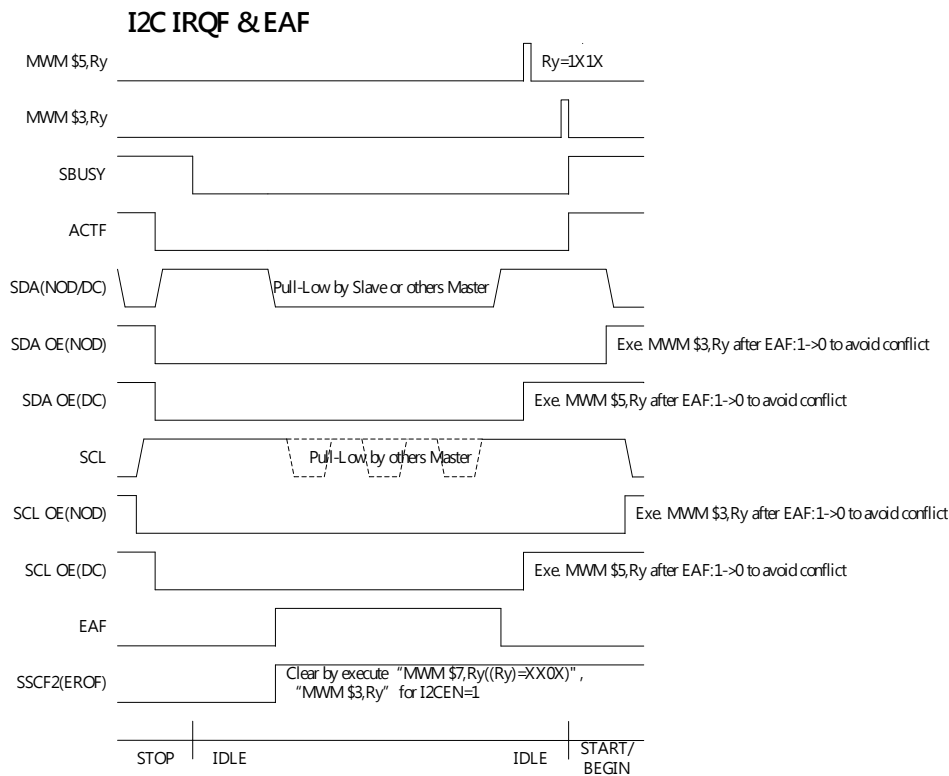 I2C IRQF & EAF
MWM $5,Ry
Ry=1X1X
MWM $3,Ry
SBUSY
ACTF
SDA(NOD/DC)
Pull-Low by Slave or others Master
SDA OE(NOD)
Exe. MWM $3,Ry after EAF:1->0 to avoid conflict
SDA OE(DC)
Exe. MWM $5,Ry after EAF:1->0 to avoid conflict
SCL
Pull-Low by others Master
SCL OE(NOD)
Exe. MWM $3,Ry after EAF:1->0 to avoid conflict
SCL OE(DC)
Exe. MWM $5,Ry after EAF:1->0 to avoid conflict
EAF
SSCF2(EROF)
Clear by execute “MWM $7,Ry((Ry)=XX0X)",
“MWM $3,Ry” for I2CEN=1
STOP
IDLE
IDLE
START/
BEGIN